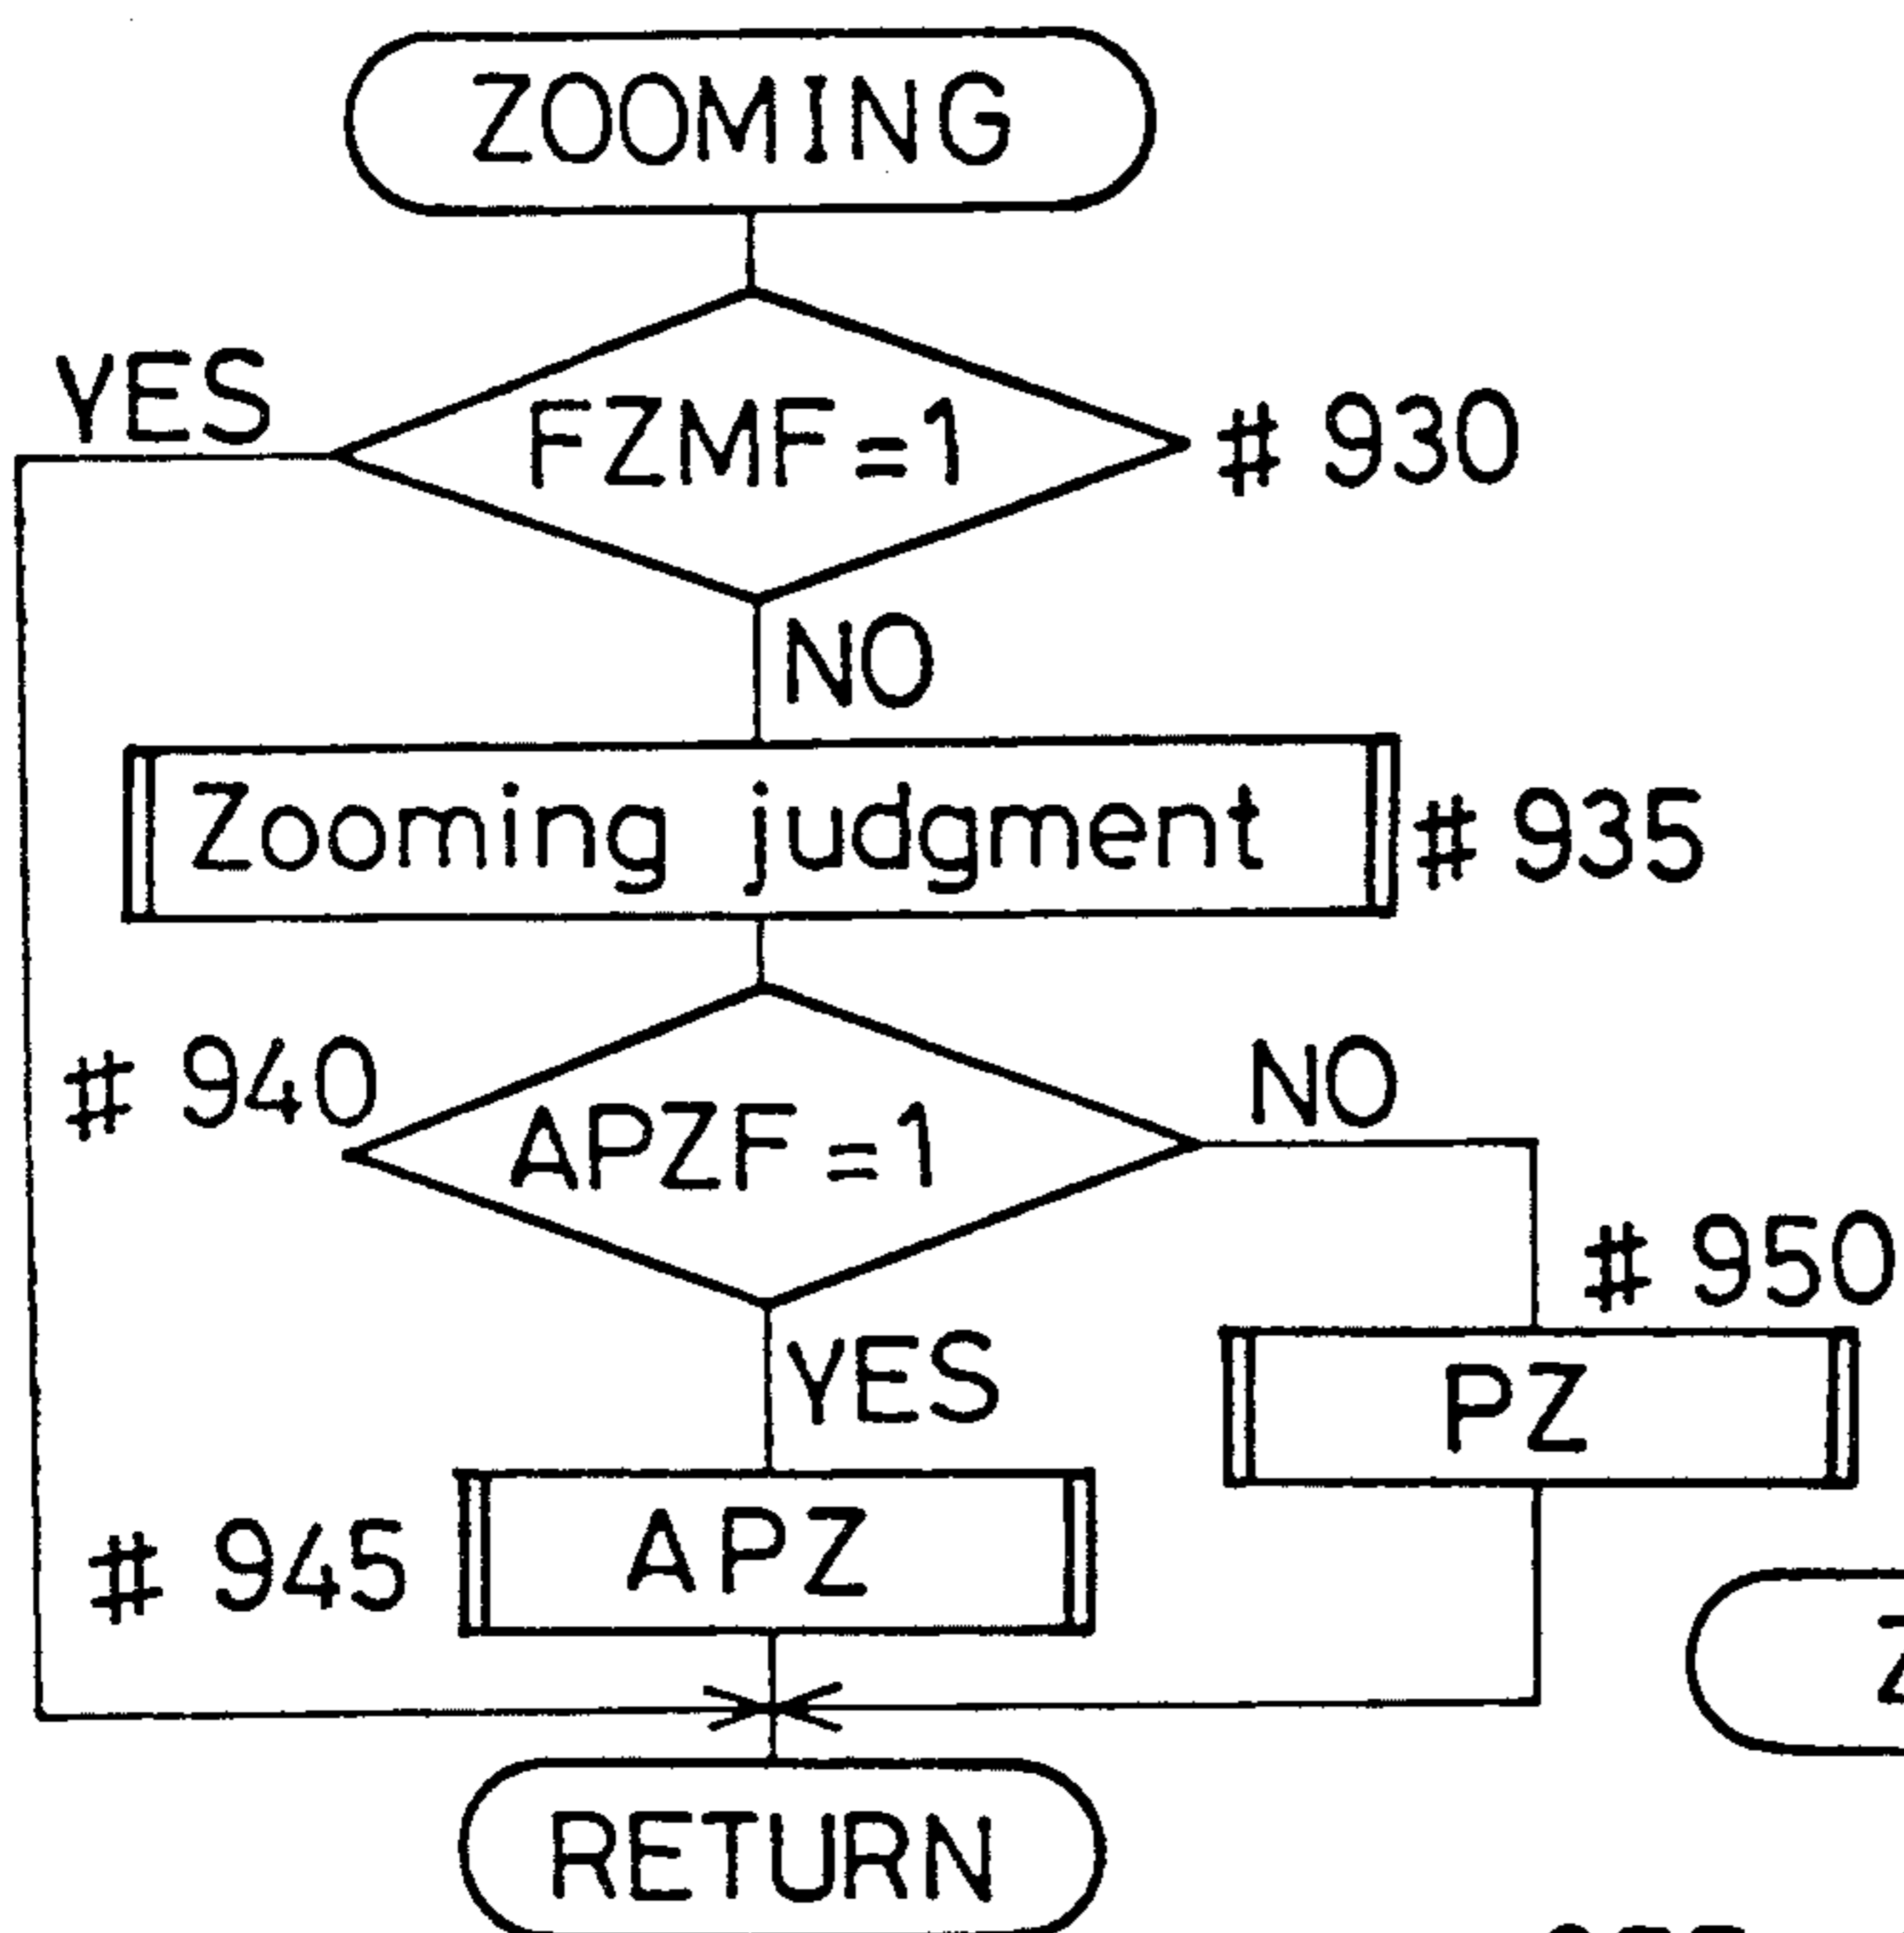 ZOOMING
YES
FZMF=1
# 930
NO
Zooming judgment
# 935
# 940
APZF=1
NO
# 950
YES
PZ
# 945
APZ
RETURN